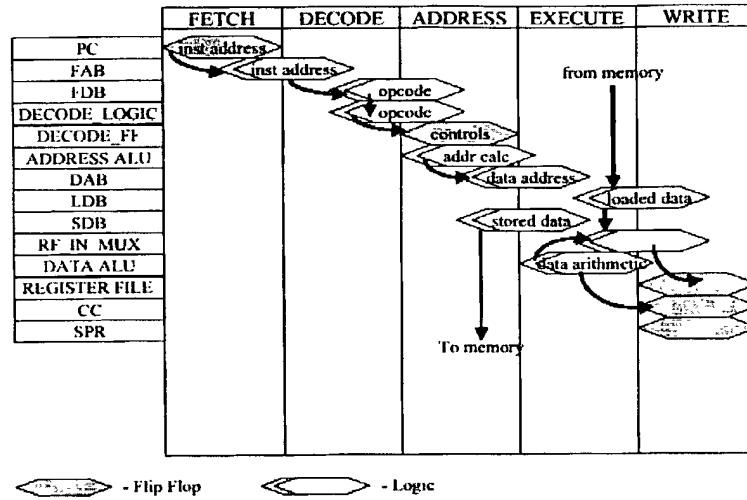 FETCH DECODE ADDRESS EXECUTE WRITE
PC inst address
FAB inst address from memory
FDB opcode
DECODE_LOGIC opcode
DECODE_FF controls
ADDRESS ALU addr calc
DAB data address
LDB loaded data
SDB stored data
RF_IN_MUX
DATA ALU data arithmetic
REGISTER FILE
CC
SPR To memory
- Flip Flop - Logic